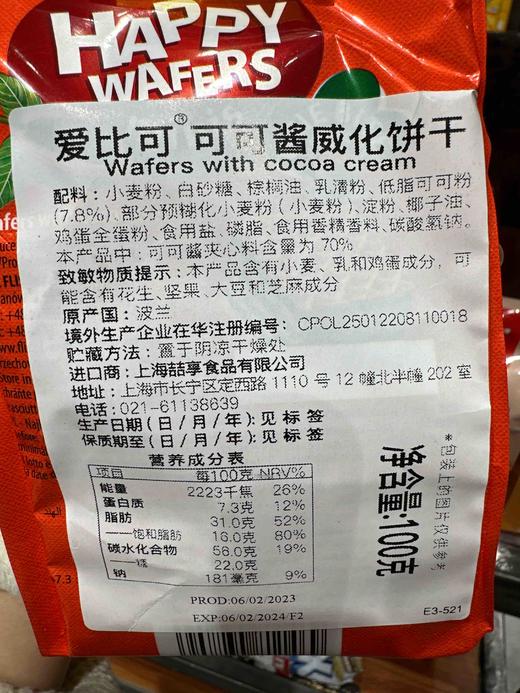 HAPPY
WAFERS
爱比可® 可可酱威化饼干
Wafers with cocoa cream
配料：小麦粉、白砂糖、棕榈油、乳清粉、低脂可可粉
(7.8%)、部分预糊化小麦粉（小麦粉）、淀粉、椰子油、
鸡蛋全蛋粉、食用盐、磷脂、食用香精香料、碳酸氢钠。
本产品中：可可酱夹心料含量为 70%
致敏物质提示：本产品含有小麦、乳和鸡蛋成分，可
能含有花生、坚果、大豆和芝麻成分
原产国：波兰
境外生产企业在华注册编号：CPOL25012208110018
贮藏方法：置于阴凉干燥处
进口商：上海喆享食品有限公司
地址：上海市长宁区定西路 1110 号 12 幢北半幢 202 室
电话：021-61138639
生产日期（日/月/年）：见标签
保质期至（日/月/年）：见标签
营养成分表
项目 每100克 NRV%
能量 2223千焦 26%
蛋白质 7.3克 12%
脂肪 31.0克 52%
——饱和脂肪 16.0克 80%
碳水化合物 58.0克 19%
——糖 22.0克
钠 181毫克 9%
*包装上的图片仅供参考
净含量:100克
PROD:06/02/2023
EXP:06/02/2024 F2
E3-521